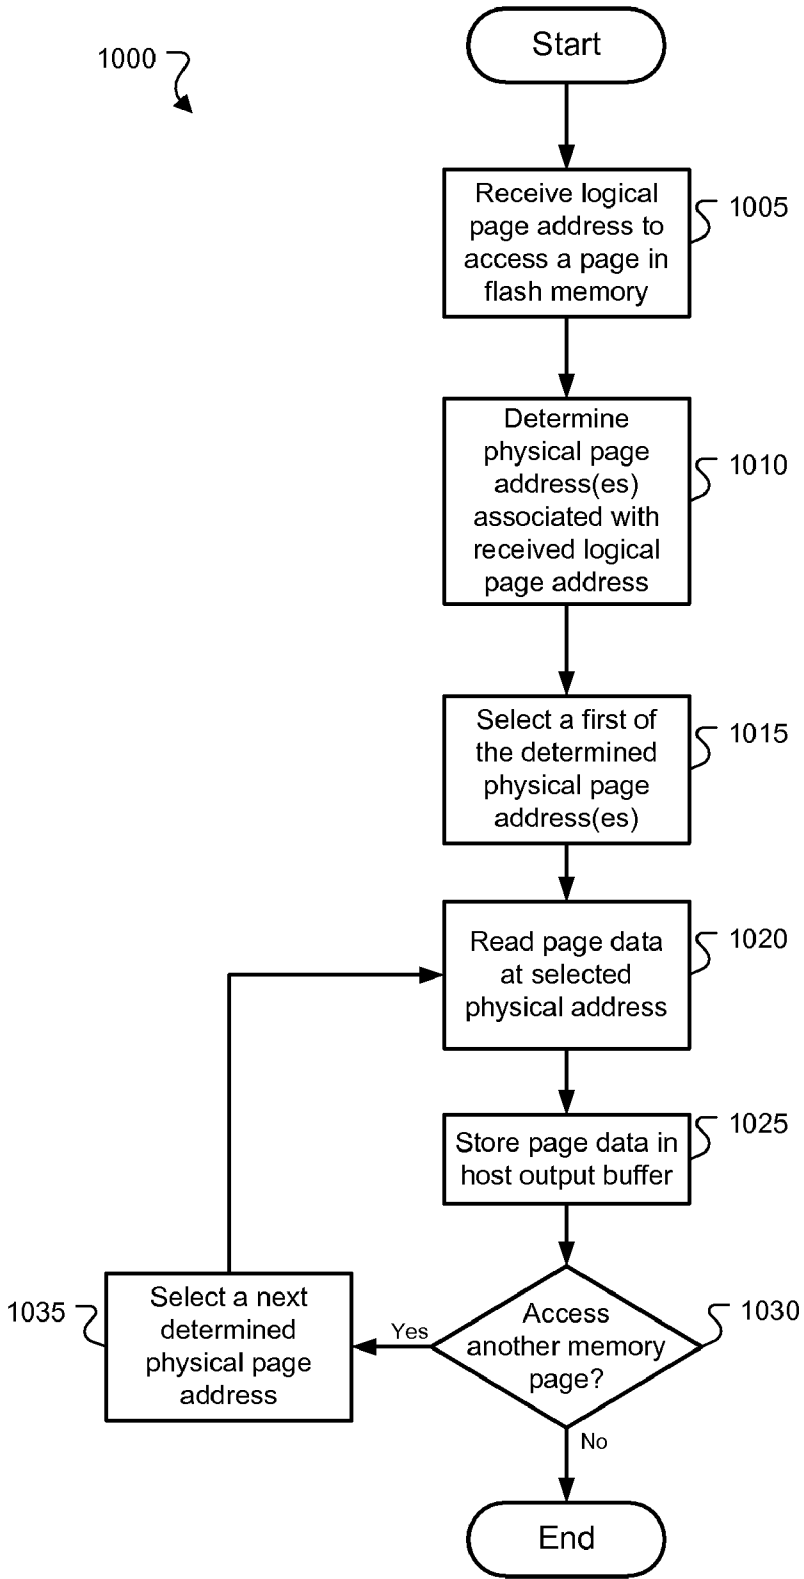 Start
1000
Receive logical
page address to
access a page in
flash memory
1005
Determine
physical page
address(es)
associated with
received logical
page address
1010
Select a first of
the determined
physical page
address(es)
1015
Read page data
at selected
physical address
1020
Store page data in
host output buffer
1025
Access
another memory
page?
1030
Yes
Select a next
determined
physical page
address
1035
No
End